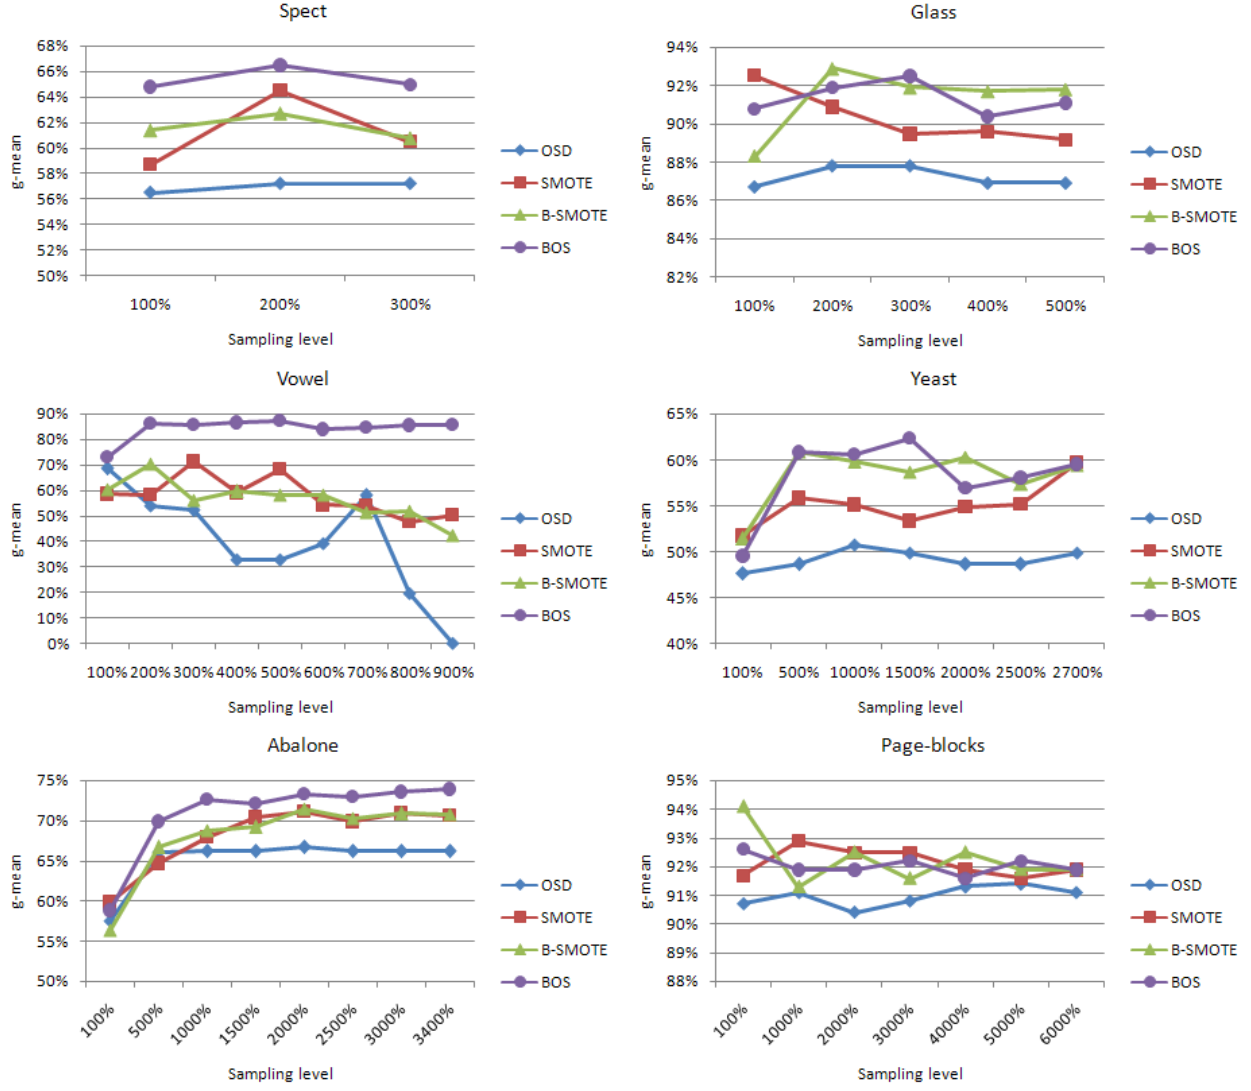 Spect
68%
66%
64%
62%
60%
58%
56%
54%
52%
50%
g-mean
100% 200% 300%
Sampling level
OSD
SMOTE
B-SMOTE
BOS
Glass
94%
92%
90%
88%
86%
84%
82%
g-mean
100% 200% 300% 400% 500%
Sampling level
OSD
SMOTE
B-SMOTE
BOS
Vowel
90%
80%
70%
60%
50%
40%
30%
20%
10%
0%
g-mean
100% 200% 300% 400% 500% 600% 700% 800% 900%
Sampling level
OSD
SMOTE
B-SMOTE
BOS
Yeast
65%
60%
55%
50%
45%
40%
g-mean
100% 500% 1000% 1500% 2000% 2500% 2700%
Sampling level
OSD
SMOTE
B-SMOTE
BOS
Abalone
75%
70%
65%
60%
55%
50%
g-mean
100% 500% 1000% 1500% 2000% 2500% 3000% 3400%
Sampling level
OSD
SMOTE
B-SMOTE
BOS
Page-blocks
95%
94%
93%
92%
91%
90%
89%
88%
g-mean
100% 1000% 2000% 3000% 4000% 5000% 6000%
Sampling level
OSD
SMOTE
B-SMOTE
BOS